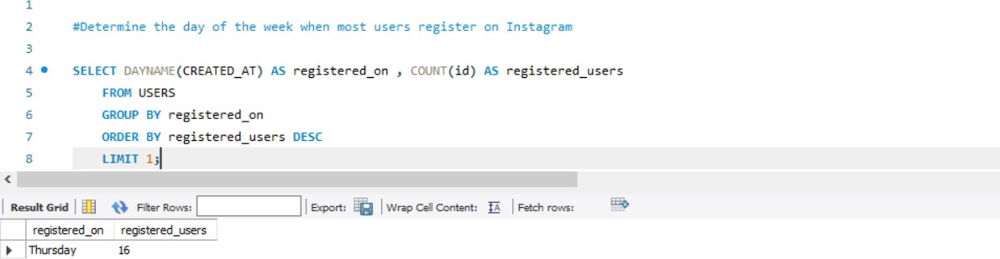 1
2 #Determine the day of the week when most users register on Instagram
3
4 SELECT DAYNAME(CREATED_AT) AS registered_on , COUNT(id) AS registered_users
5 FROM USERS
6 GROUP BY registered_on
7 ORDER BY registered_users DESC
8 LIMIT 1;
Result Grid Filter Rows: Export: Wrap Cell Content: IA Fetch rows:
registered_on registered_users
Thursday 16